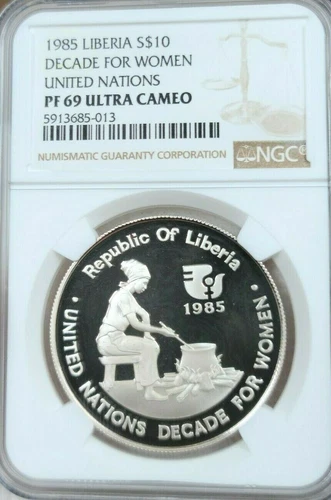 1985 LIBERIA S$10
DECADE FOR WOMEN
UNITED NATIONS
PF 69 ULTRA CAMEO
5913685-013
NUMISMATIC GUARANTY CORPORATION
NGC®
Republic Of Liberia
1985
• UNITED NATIONS DECADE FOR WOMEN •